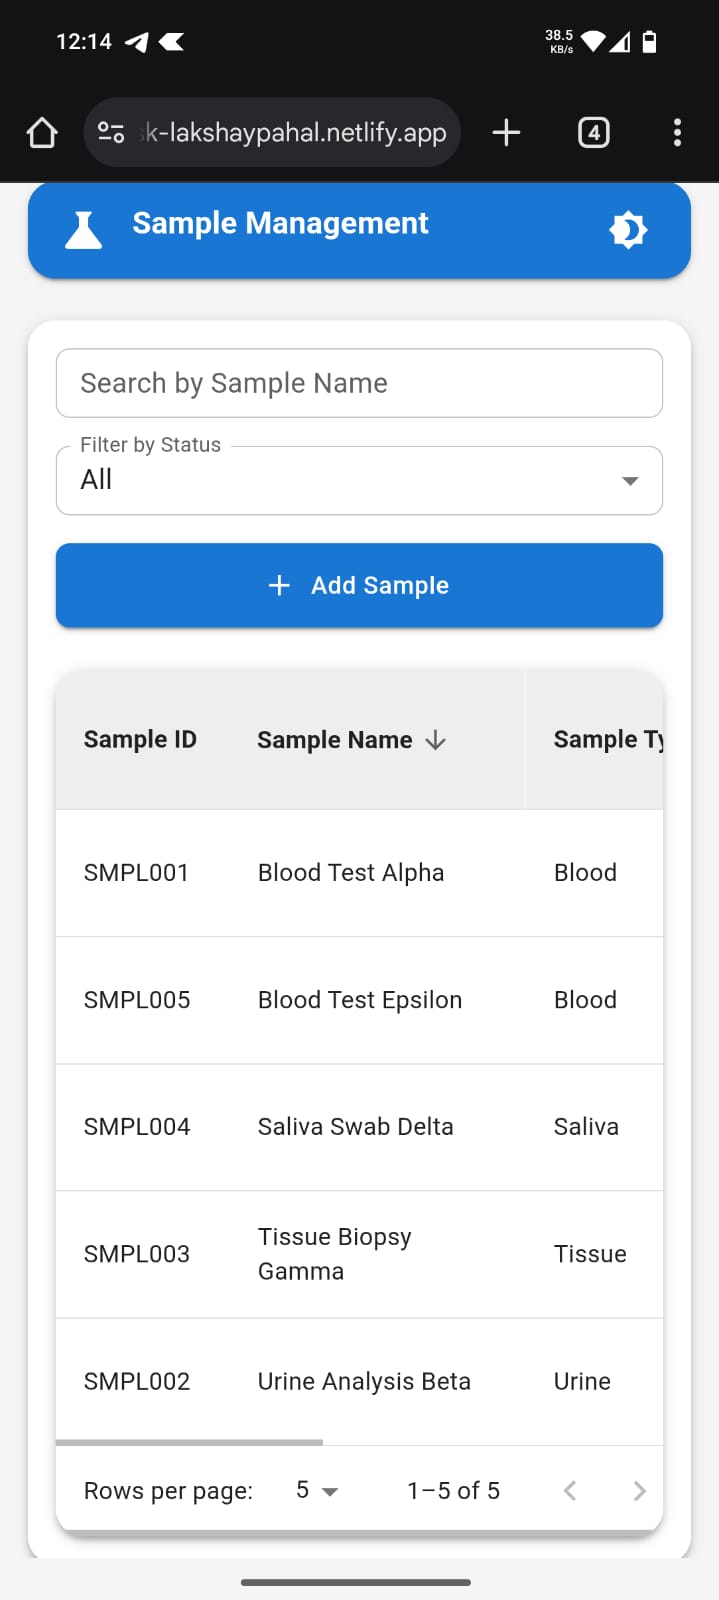 12:14
38.5
KB/s
k-lakshaypahal.netlify.app
4
Sample Management
Search by Sample Name
Filter by Status
All
+ Add Sample
Sample ID Sample Name ↓ Sample Ty
SMPL001 Blood Test Alpha Blood
SMPL005 Blood Test Epsilon Blood
SMPL004 Saliva Swab Delta Saliva
SMPL003 Tissue Biopsy Gamma Tissue
SMPL002 Urine Analysis Beta Urine
Rows per page: 5 1–5 of 5